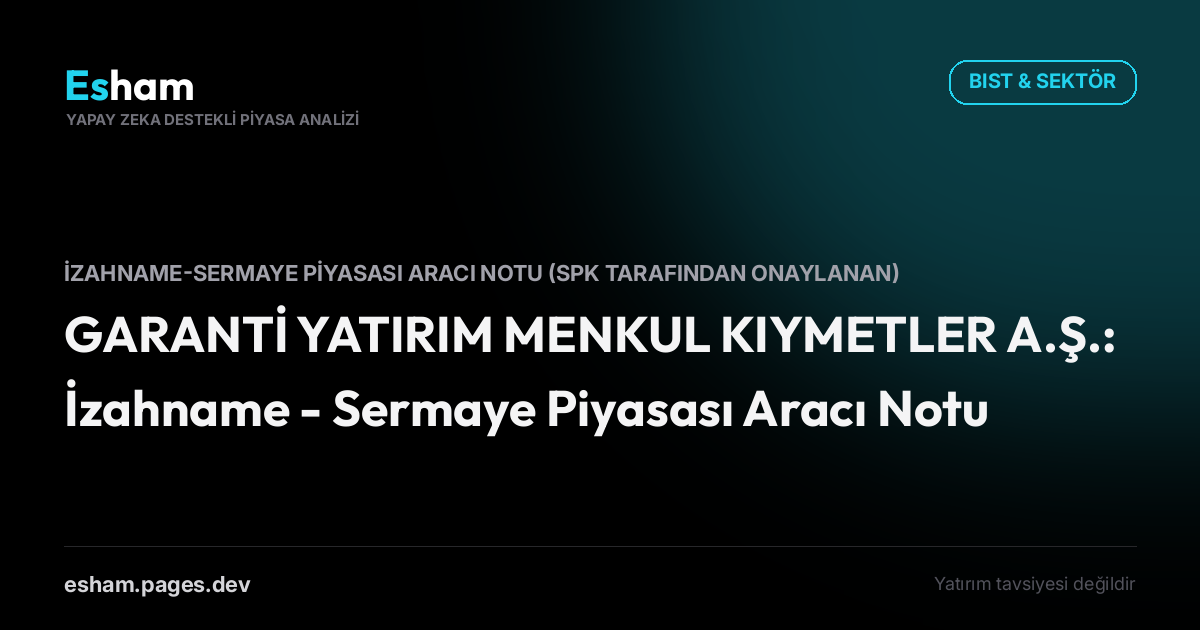 Esham
BIST & SEKTÖR
YAPAY ZEKA DESTEKLİ PİYASA ANALİZİ
İZAHNAME-SERMAYE PİYASASI ARACI NOTU (SPK TARAFINDAN ONAYLANAN)
GARANTİ YATIRIM MENKUL KIYMETLER A.Ş.:
İzahname - Sermaye Piyasası Aracı Notu
esham.pages.dev
Yatırım tavsiyesi değildir